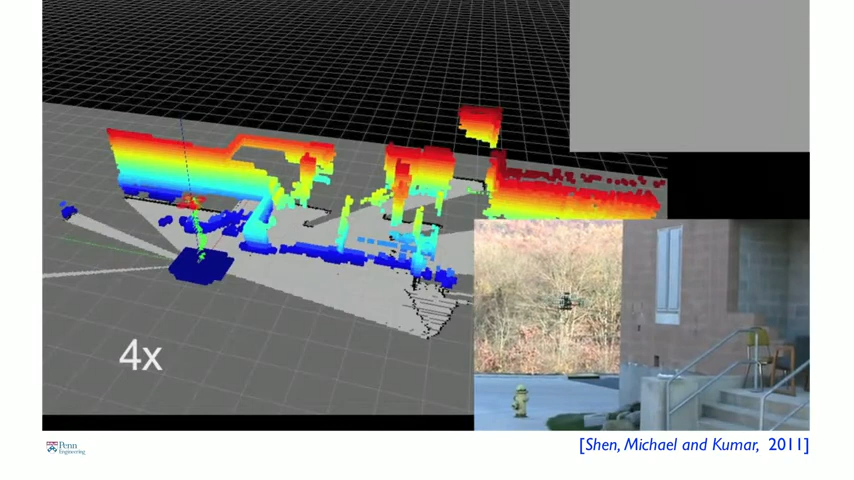 4x
Penn
Engineering
[Shen, Michael and Kumar, 2011]